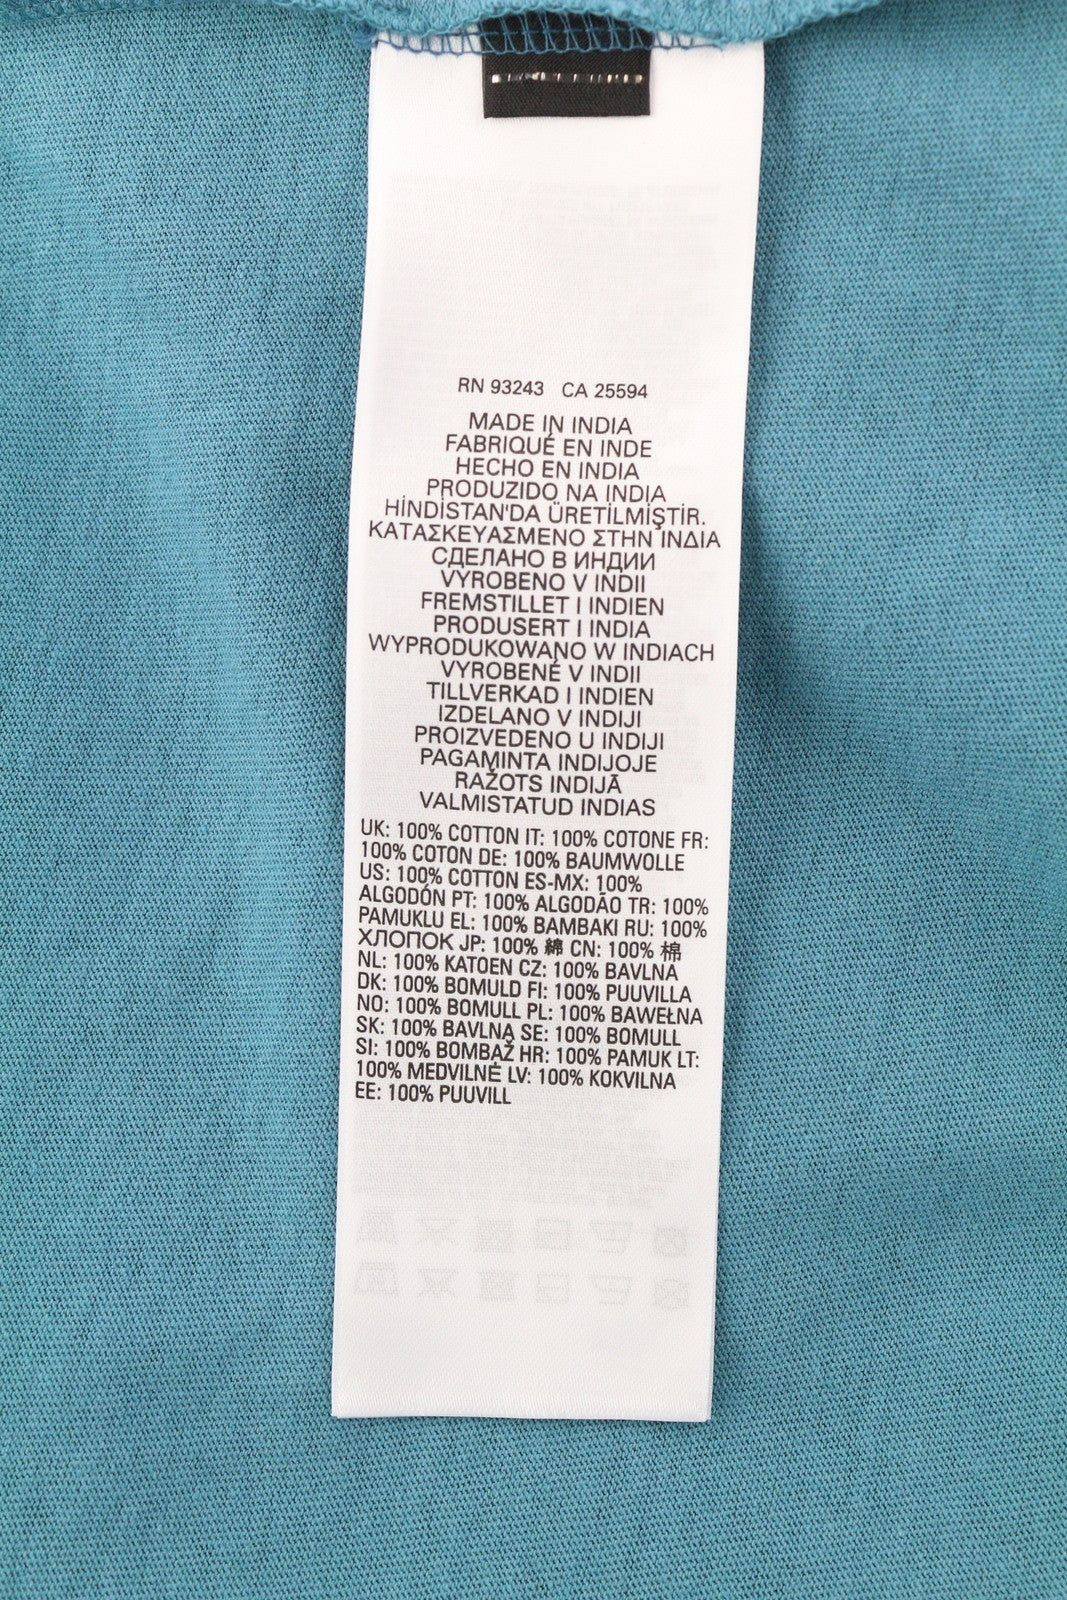 RN 93243 CA 25594
MADE IN INDIA
FABRIQUÉ EN INDE
HECHO EN INDIA
PRODUZIDO NA INDIA
HİNDİSTAN'DA ÜRETİLMİŞTİR.
ΚΑΤΑΣΚΕΥΑΣΜΕΝΟ ΣΤΗΝ ΙΝΔΙΑ
СДЕЛАНО В ИНДИИ
VYROBENO V INDII
FREMSTILLET I INDIEN
PRODUSERT I INDIA
WYPRODUKOWANO W INDIACH
VYROBENÉ V INDII
TILLVERKAD I INDIEN
IZDELANO V INDIJI
PROIZVEDENO U INDIJI
PAGAMINTA INDIJOJE
RAŽOTS INDIJĀ
VALMISTATUD INDIAS
UK: 100% COTTON IT: 100% COTONE FR:
100% COTON DE: 100% BAUMWOLLE
US: 100% COTTON ES-MX: 100%
ALGODÓN PT: 100% ALGODÃO TR: 100%
PAMUKLU EL: 100% ΒΑΜΒΑΚΙ RU: 100%
ХЛОПОК JP: 100% 綿 CN: 100% 棉
NL: 100% KATOEN CZ: 100% BAVLNA
DK: 100% BOMULD FI: 100% PUUVILLA
NO: 100% BOMULL PL: 100% BAWEŁNA
SK: 100% BAVLNA SE: 100% BOMULL
SI: 100% BOMBAŽ HR: 100% PAMUK LT:
100% MEDVILNĖ LV: 100% KOKVILNA
EE: 100% PUUVILL